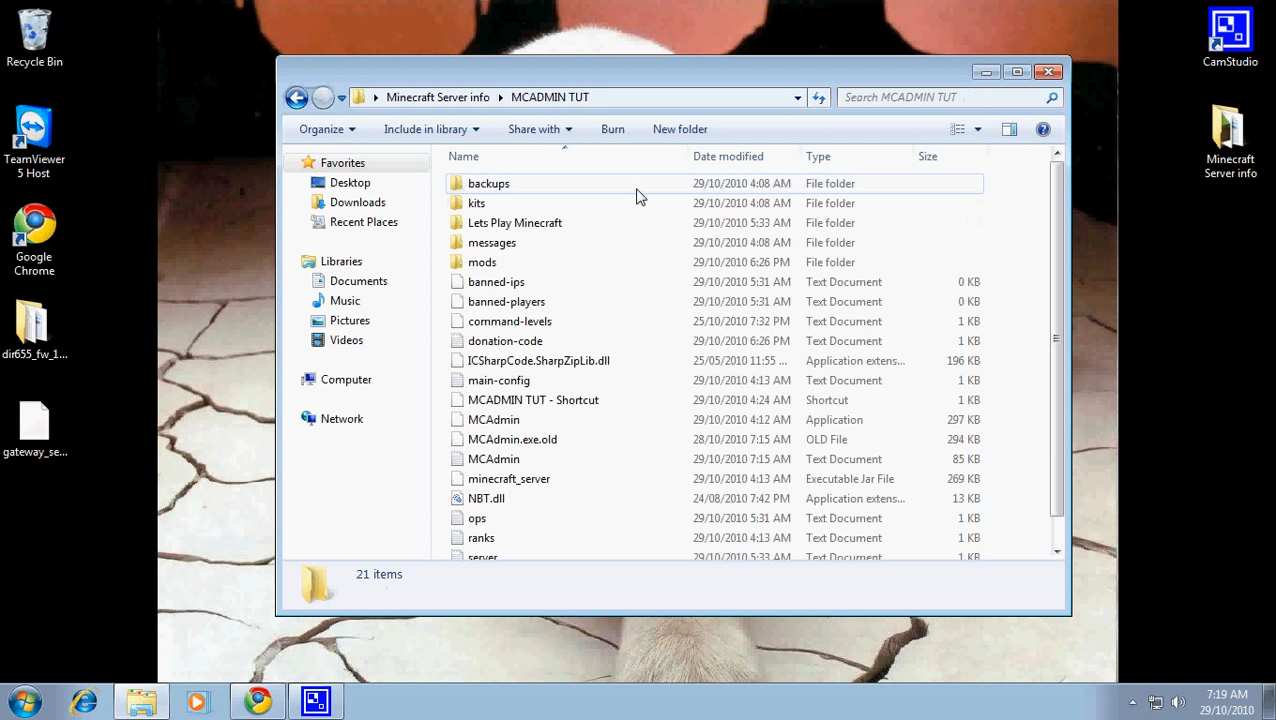 Recycle Bin
TeamViewer
5 Host
Google
Chrome
dir655_fw_1...
gateway_se...
CamStudio
Minecraft
Server info
Minecraft Server info MCADMIN TUT
Search MCADMIN TUT
Organize Include in library Share with Burn New folder
Favorites
Desktop
Downloads
Recent Places
Libraries
Documents
Music
Pictures
Videos
Computer
Network
Name Date modified Type Size
backups 29/10/2010 4:08 AM File folder
kits 29/10/2010 4:08 AM File folder
Lets Play Minecraft 29/10/2010 5:33 AM File folder
messages 29/10/2010 4:08 AM File folder
mods 29/10/2010 6:26 PM File folder
banned-ips 29/10/2010 5:31 AM Text Document 0 KB
banned-players 29/10/2010 5:31 AM Text Document 0 KB
command-levels 25/10/2010 7:32 PM Text Document 1 KB
donation-code 29/10/2010 6:26 PM Text Document 1 KB
ICSharpCode.SharpZipLib.dll 25/05/2010 11:55 ... Application extens... 196 KB
main-config 29/10/2010 4:13 AM Text Document 1 KB
MCADMIN TUT - Shortcut 29/10/2010 4:24 AM Shortcut 1 KB
MCAdmin 29/10/2010 4:12 AM Application 297 KB
MCAdmin.exe.old 28/10/2010 7:15 AM OLD File 294 KB
MCAdmin 29/10/2010 7:15 AM Text Document 85 KB
minecraft_server 29/10/2010 4:13 AM Executable Jar File 269 KB
NBT.dll 24/08/2010 7:42 PM Application extens... 13 KB
ops 29/10/2010 5:31 AM Text Document 1 KB
ranks 29/10/2010 4:13 AM Text Document 1 KB
server 29/10/2010 5:33 AM Text Document 1 KB
21 items
7:19 AM
29/10/2010